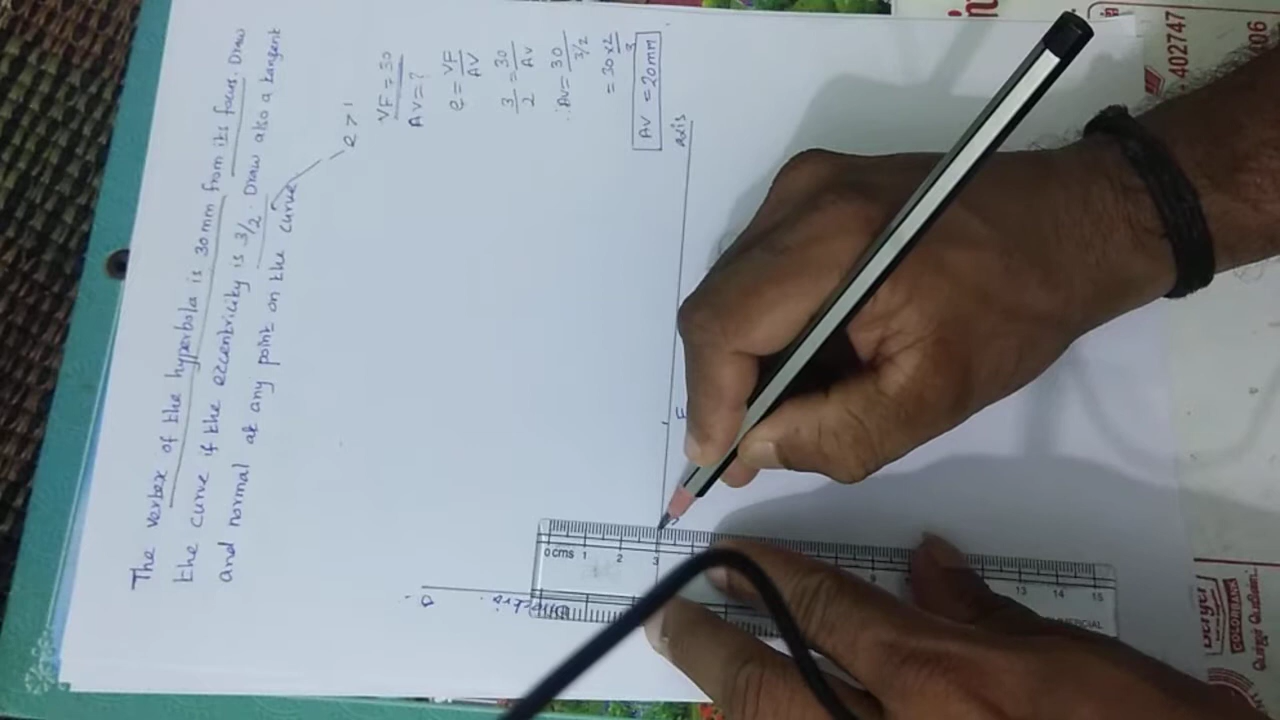 The vertex of the hyperbola is 30mm from its focus. Draw
the curve if the eccentricity is 3/2. Draw also a tangent
and normal at any point on the curve
e > 1
VF = 30
AV = ?
e = VF/AV
3/2 = 30/AV
∴ AV = 30/3/2
= 30 x 2/3
AV = 20mm
axis
F
D
0 cms 1 2 3 9 13 14 15
402747
06
COLORBAND